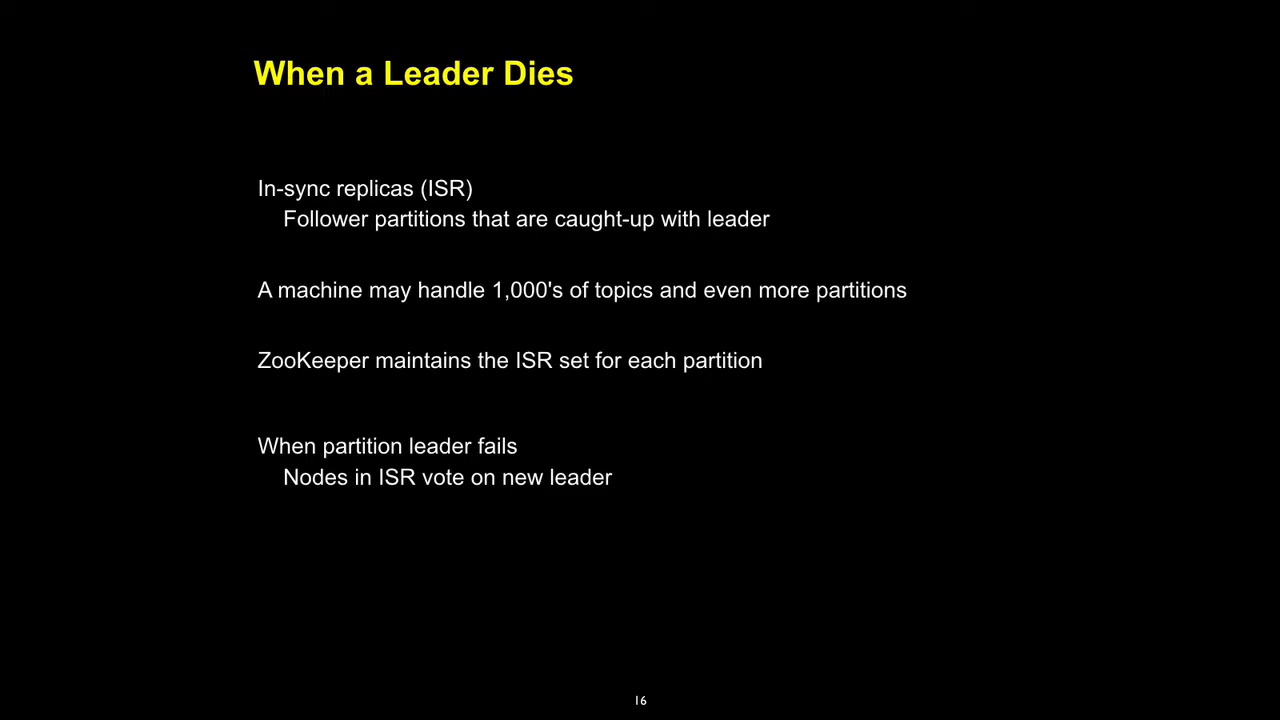 When a Leader Dies
In-sync replicas (ISR)
Follower partitions that are caught-up with leader
A machine may handle 1,000's of topics and even more partitions
ZooKeeper maintains the ISR set for each partition
When partition leader fails
Nodes in ISR vote on new leader
16